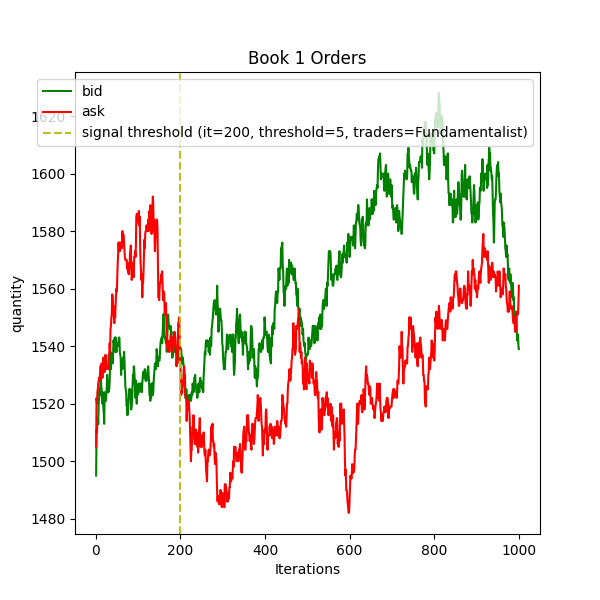 Book 1 Orders
bid
ask
signal threshold (it=200, threshold=5, traders=Fundamentalist)
1620
1600
1580
1560
1540
1520
1500
1480
quantity
0 200 400 600 800 1000
Iterations